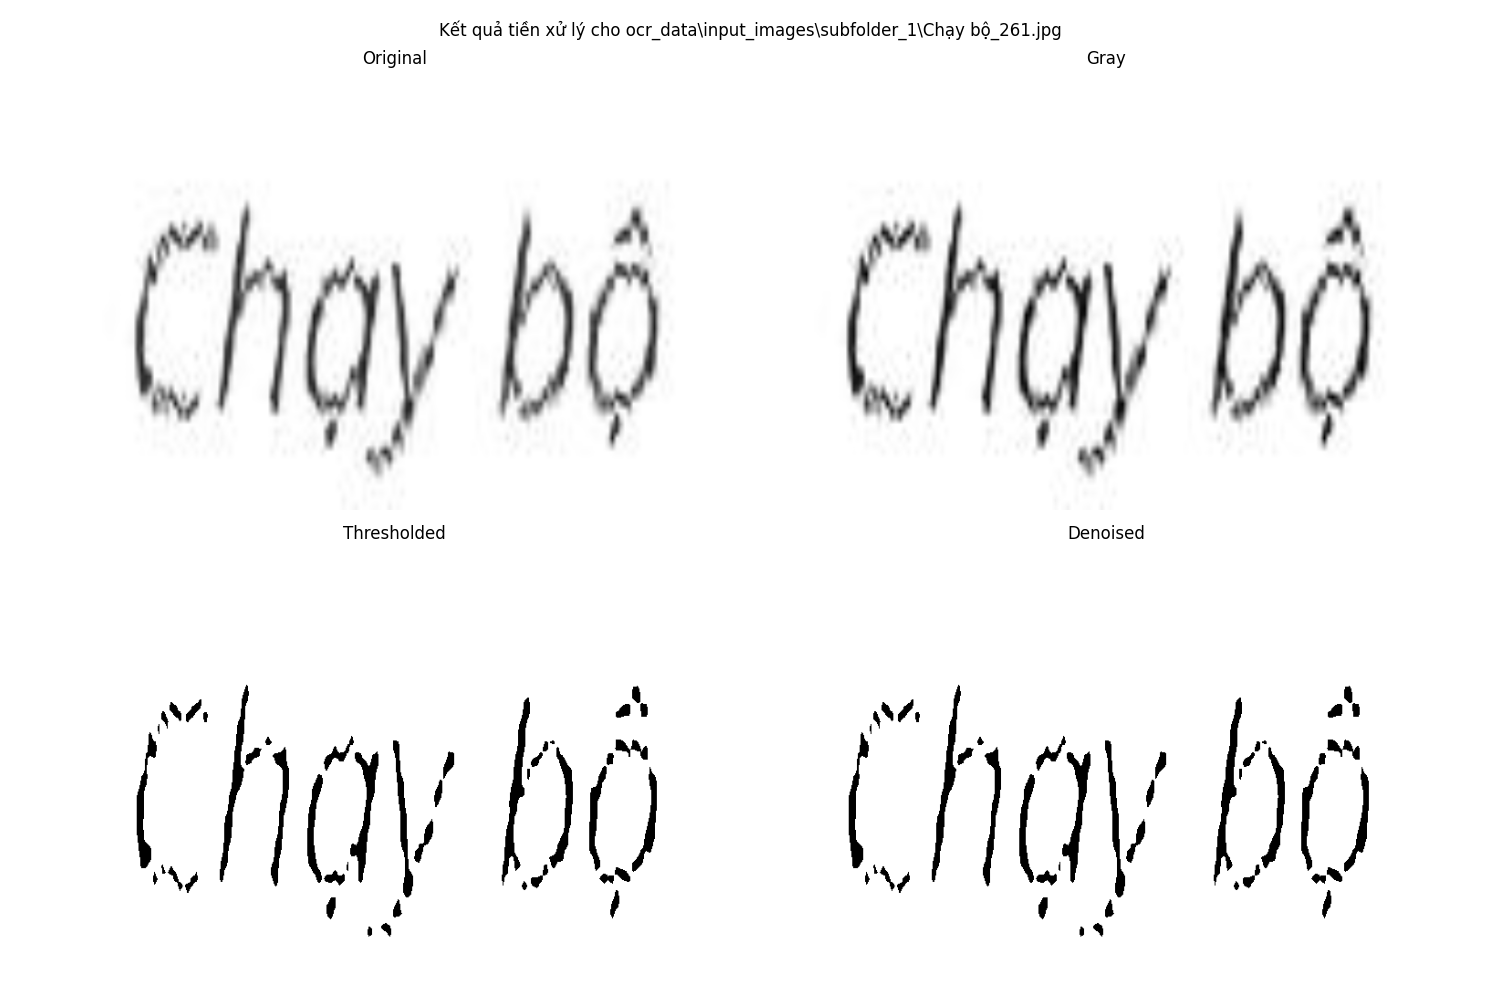 Kết quả tiền xử lý cho ocr_data\input_images\subfolder_1\Chạy bộ_261.jpg
Original
Gray
Chạy bộ
Chạy bộ
Thresholded
Denoised
Chạy bộ
Chạy bộ